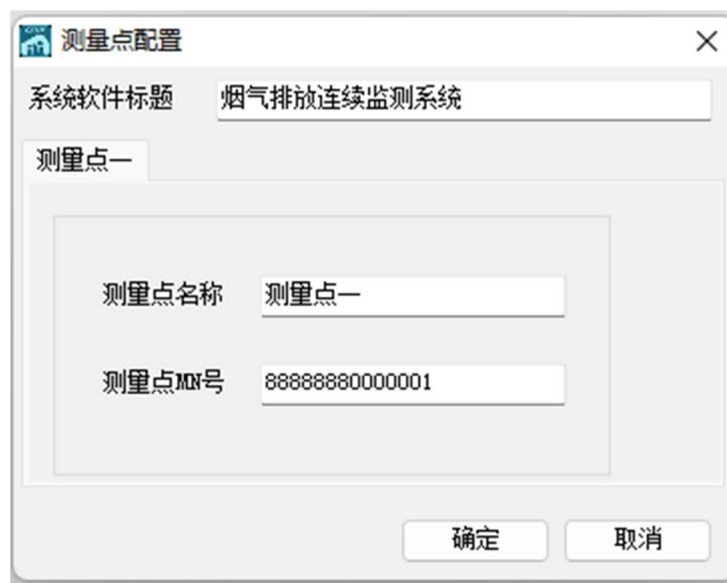 测量点配置
系统软件标题 烟气排放连续监测系统
测量点一
测量点名称 测量点一
测量点MN号 88888880000001
确定 取消